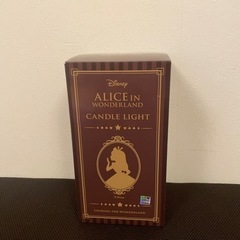 Disney
ALICE IN
WONDERLAND
CANDLE LIGHT